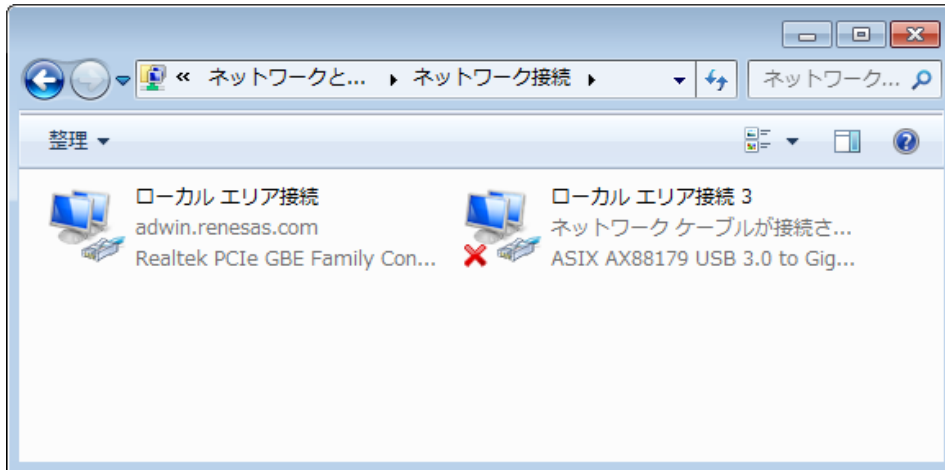 « ネットワークと... ▸ ネットワーク接続 ▸ ネットワーク...
整理
ローカル エリア接続
adwin.renesas.com
Realtek PCIe GBE Family Con...
ローカル エリア接続 3
ネットワーク ケーブルが接続さ...
ASIX AX88179 USB 3.0 to Gig...